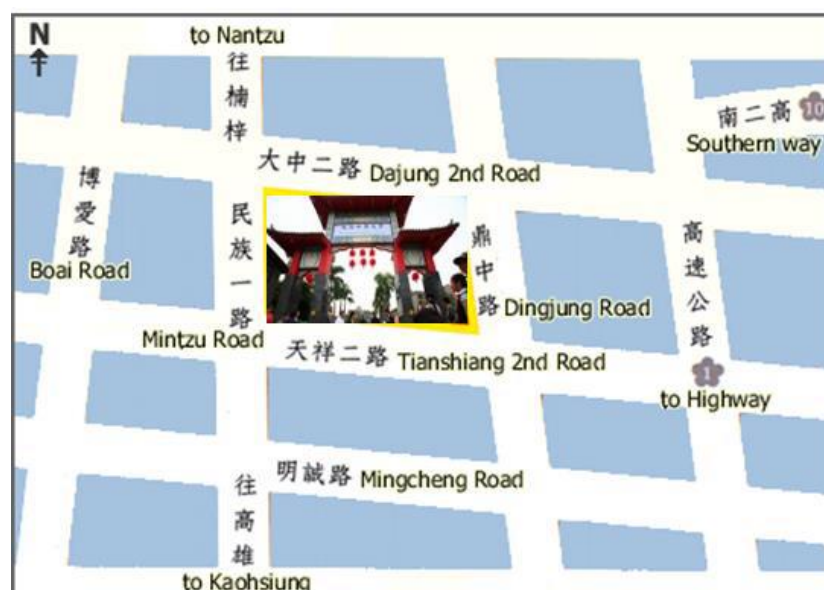 N
to Nantzu
往楠梓
10
南二高
Southern way
大中二路
Dajung 2nd Road
博愛路
Boai Road
民族一路
Mintzu Road
鼎中路
Dingjung Road
高速公路
1
to Highway
天祥二路
Tianshiang 2nd Road
明誠路
Mingcheng Road
往高雄
to Kaohsiung